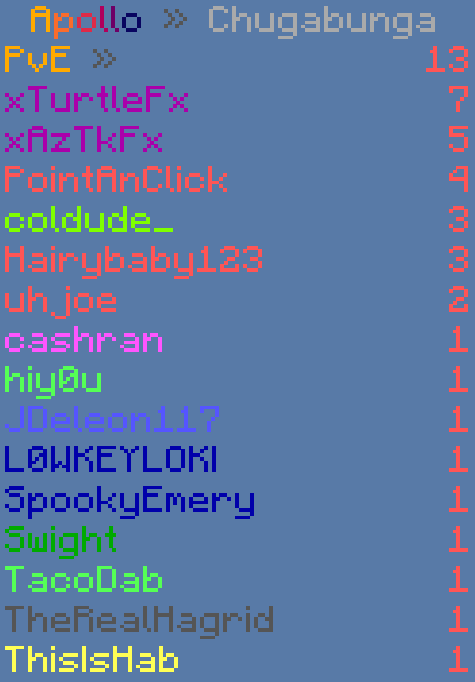 Apollo » Chugabunga
PvE » 13
xTurtleFx 7
xAzTkFx 5
PointAnClick 4
coldude_ 3
Hairybaby123 3
uhjoe 2
cashran 1
hiy0u 1
JDeleon117 1
L0WKEYLOKI 1
SpookyEmery 1
Swight 1
TacoDab 1
TheRealHagrid 1
ThisIsHab 1